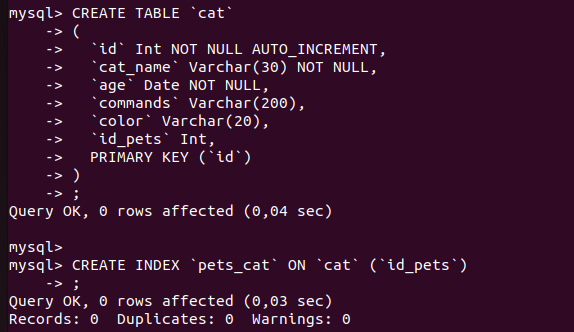 mysql> CREATE TABLE `cat`
    -> (
    ->   `id` Int NOT NULL AUTO_INCREMENT,
    ->   `cat_name` Varchar(30) NOT NULL,
    ->   `age` Date NOT NULL,
    ->   `commands` Varchar(200),
    ->   `color` Varchar(20),
    ->   `id_pets` Int,
    ->   PRIMARY KEY (`id`)
    -> )
    -> ;
Query OK, 0 rows affected (0,04 sec)

mysql>
mysql> CREATE INDEX `pets_cat` ON `cat` (`id_pets`)
    -> ;
Query OK, 0 rows affected (0,03 sec)
Records: 0  Duplicates: 0  Warnings: 0